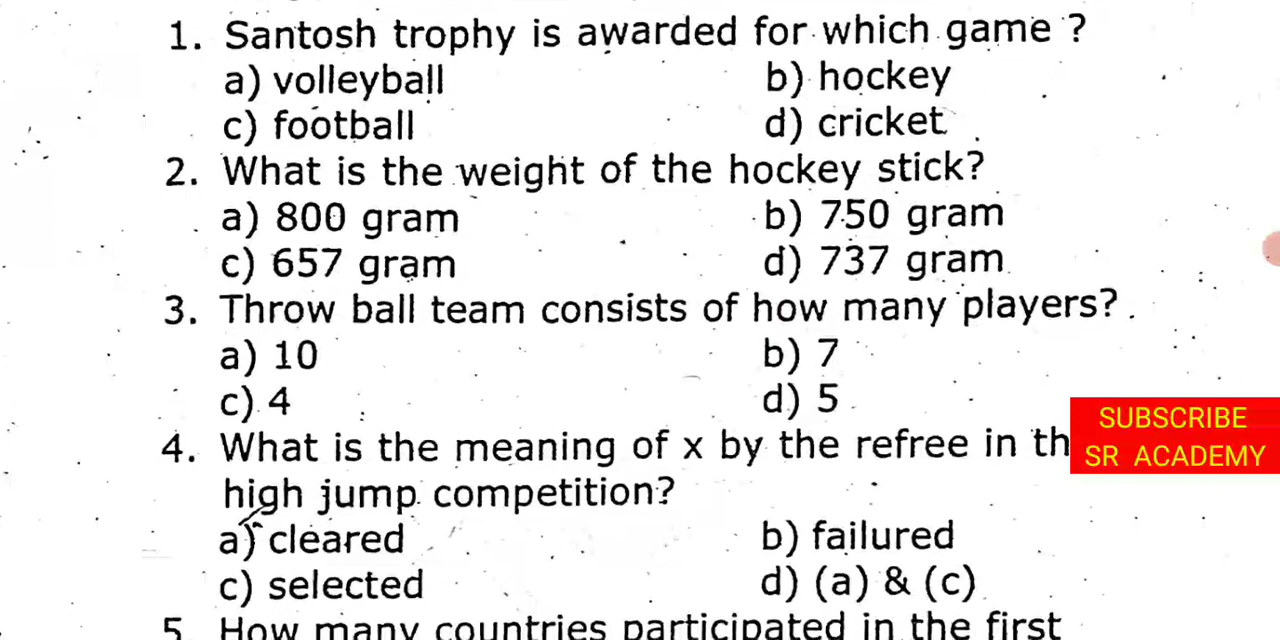 1. Santosh trophy is awarded for which game ?
a) volleyball b) hockey
c) football d) cricket
2. What is the weight of the hockey stick?
a) 800 gram b) 750 gram
c) 657 gram d) 737 gram
3. Throw ball team consists of how many players?
a) 10 b) 7
c) 4 d) 5
4. What is the meaning of x by the refree in th
high jump competition?
a) cleared b) failured
c) selected d) (a) & (c)
5. How many countries participated in the first
SUBSCRIBE
SR ACADEMY